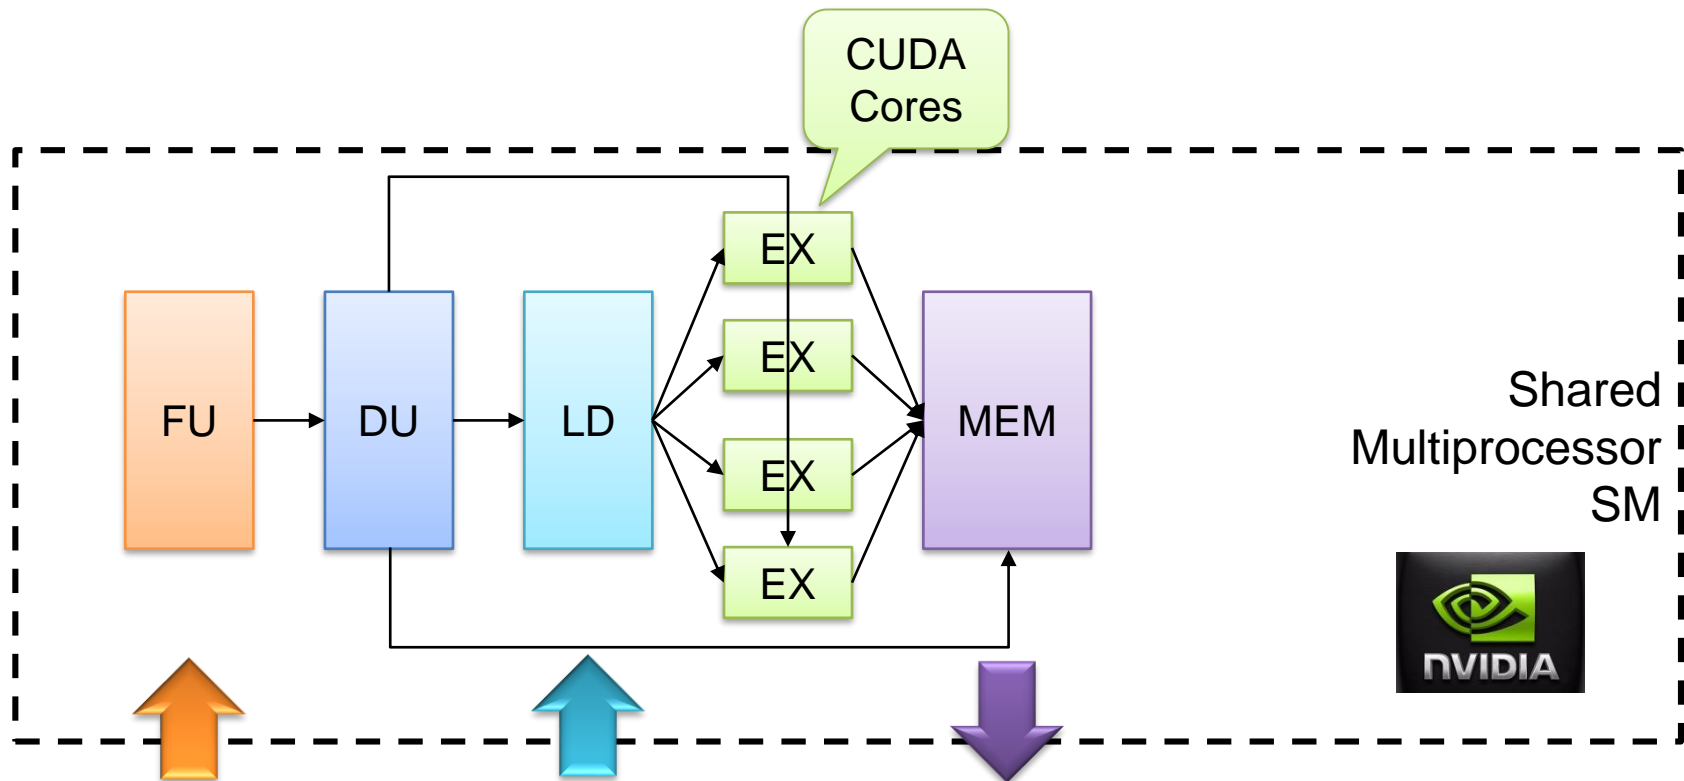 CUDA
Cores
EX
EX
FU
DU
LD
MEM
EX
EX
Shared
Multiprocessor
SM
NVIDIA